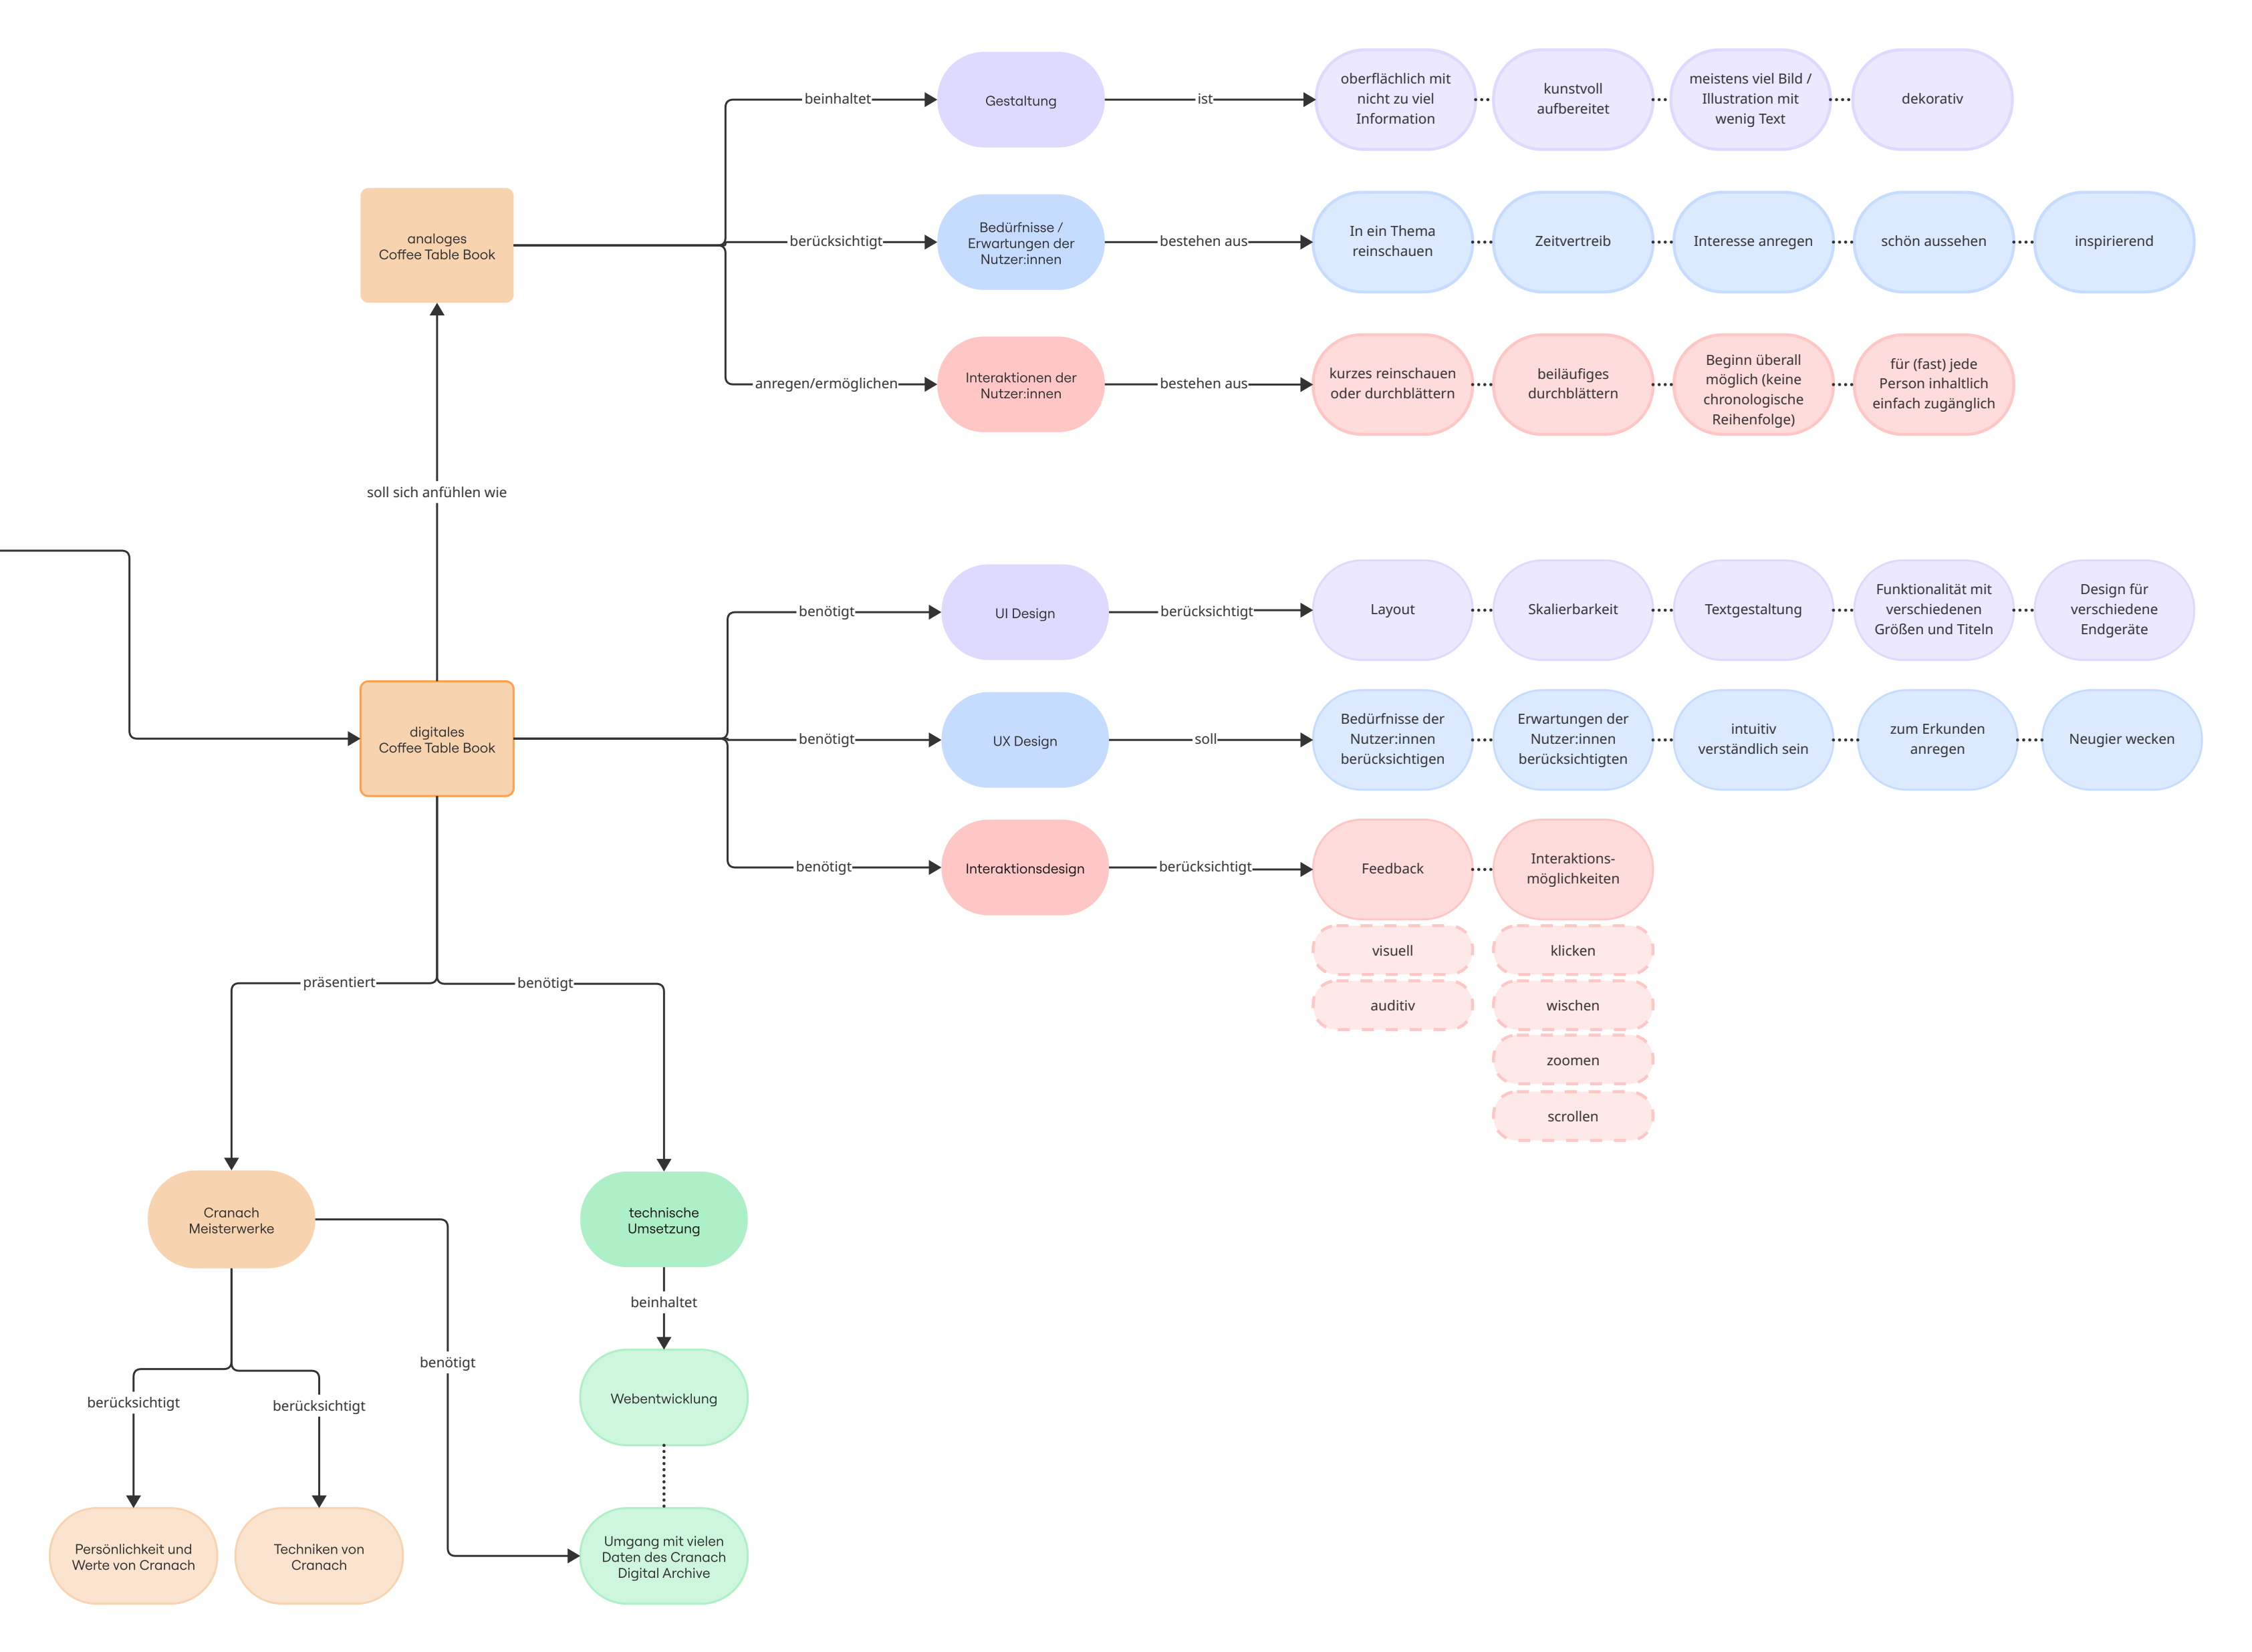 beinhaltet
Gestaltung
ist
oberflächlich mit
nicht zu viel
Information
kunstvoll
aufbereitet
meistens viel Bild /
Illustration mit
wenig Text
dekorativ
analoges
Coffee Table Book
berücksichtigt
Bedürfnisse /
Erwartungen der
Nutzer:innen
bestehen aus
In ein Thema
reinschauen
Zeitvertreib
Interesse anregen
schön aussehen
inspirierend
anregen/ermöglichen
Interaktionen der
Nutzer:innen
bestehen aus
kurzes reinschauen
oder durchblättern
beiläufiges
durchblättern
Beginn überall
möglich (keine
chronologische
Reihenfolge)
für (fast) jede
Person inhaltlich
einfach zugänglich
soll sich anfühlen wie
benötigt
UI Design
berücksichtigt
Layout
Skalierbarkeit
Textgestaltung
Funktionalität mit
verschiedenen
Größen und Titeln
Design für
verschiedene
Endgeräte
digitales
Coffee Table Book
benötigt
UX Design
soll
Bedürfnisse der
Nutzer:innen
berücksichtigen
Erwartungen der
Nutzer:innen
berücksichtigten
intuitiv
verständlich sein
zum Erkunden
anregen
Neugier wecken
benötigt
Interaktionsdesign
berücksichtigt
Feedback
Interaktions-
möglichkeiten
visuell
klicken
auditiv
wischen
zoomen
scrollen
präsentiert
benötigt
Cranach
Meisterwerke
technische
Umsetzung
beinhaltet
benötigt
Webentwicklung
berücksichtigt
berücksichtigt
Persönlichkeit und
Werte von Cranach
Techniken von
Cranach
Umgang mit vielen
Daten des Cranach
Digital Archive